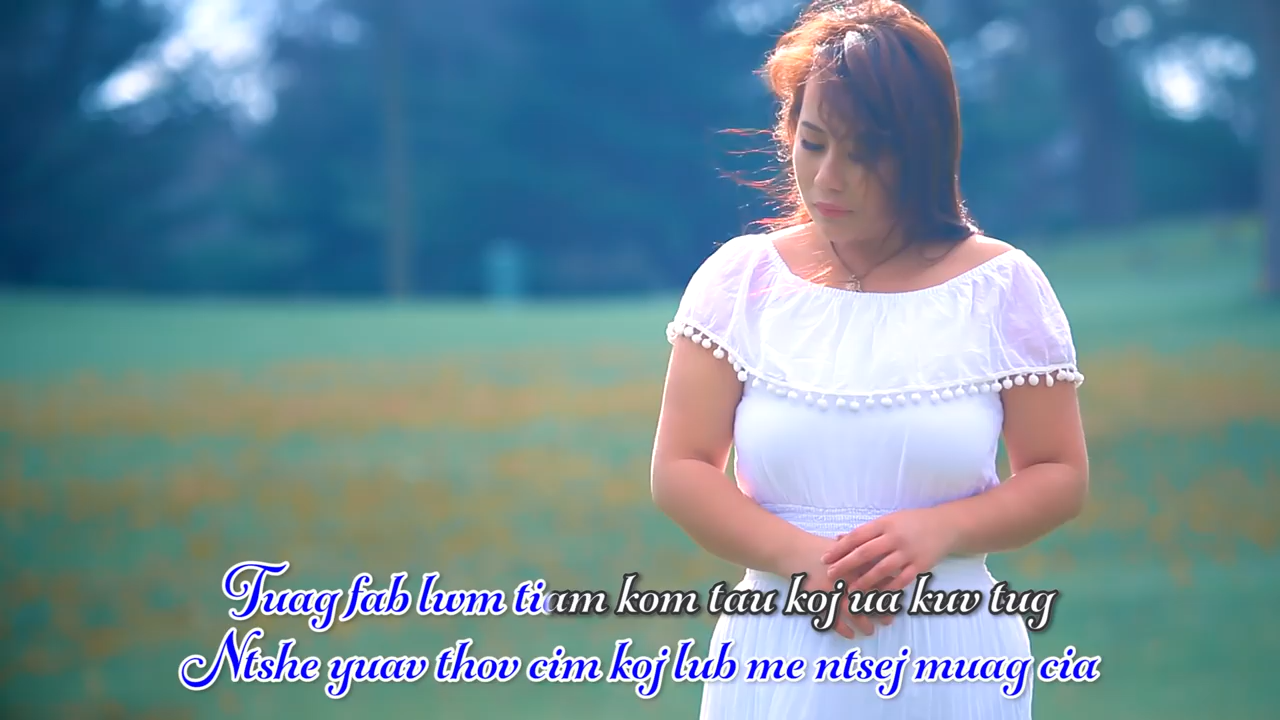 Tuag fab lwm tiam kom tau koj ua kuv tug
Ntshe yuav thov cim koj lub me ntsej muag cia